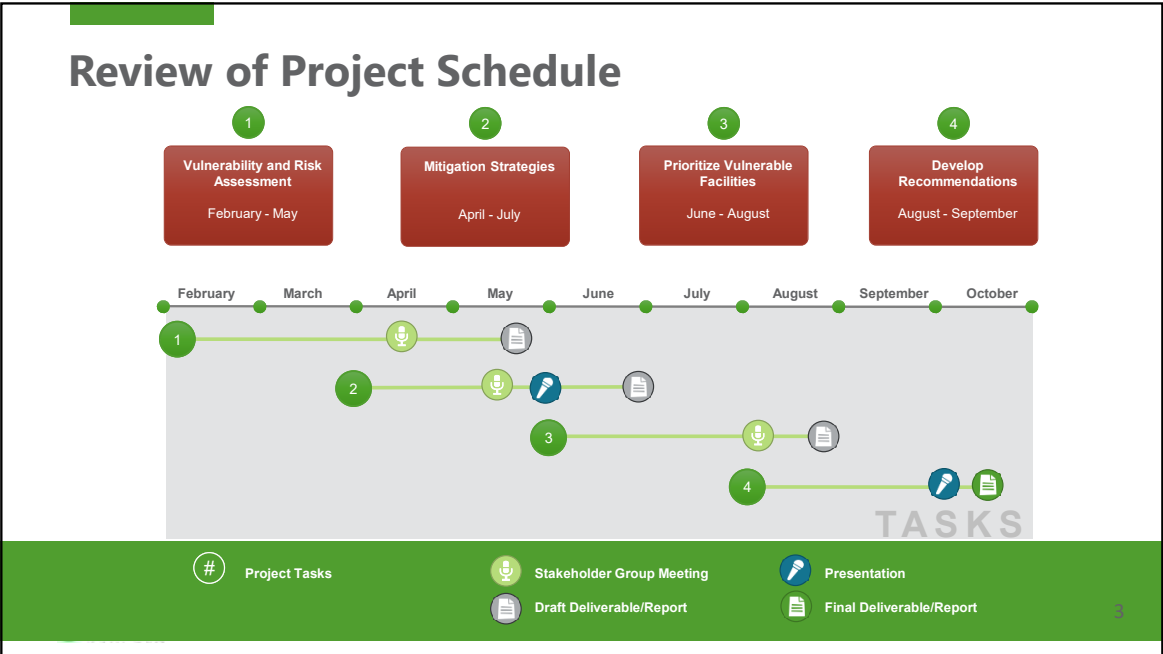 Review of Project Schedule
1
2
3
4
Vulnerability and Risk
Assessment
February - May
Mitigation Strategies
April - July
Prioritize Vulnerable
Facilities
June - August
Develop
Recommendations
August - September
February March April May June July August September October
1
2
3
4
TASKS
# Project Tasks
Stakeholder Group Meeting
Presentation
Draft Deliverable/Report
Final Deliverable/Report
3